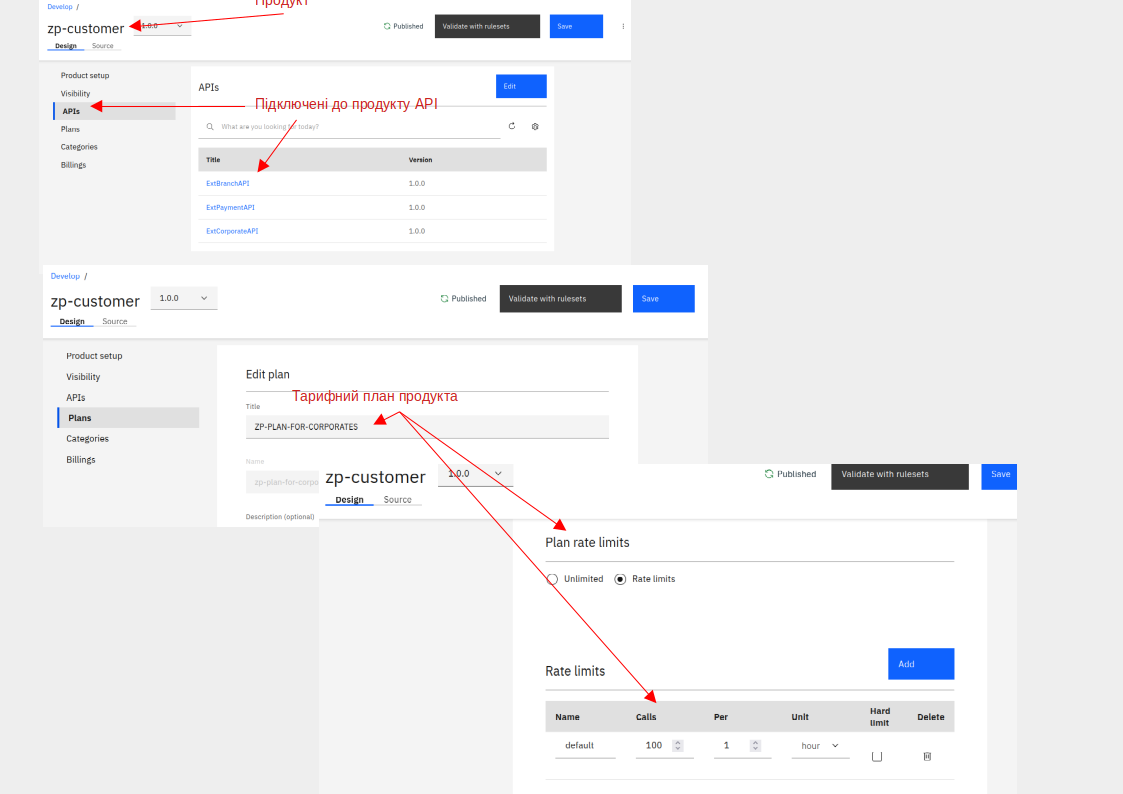 Develop /
Продукт
zp-customer
1.0.0
Published
Validate with rulesets
Save
Design Source
Product setup
Visibility
APIs
Plans
Categories
Billings
APIs
Edit
Підключені до продукту API
What are you looking for today?
Title Version
ExtBranchAPI 1.0.0
ExtPaymentAPI 1.0.0
ExtCorporateAPI 1.0.0
Develop /
zp-customer
1.0.0
Published
Validate with rulesets
Save
Design Source
Product setup
Visibility
APIs
Plans
Categories
Billings
Edit plan
Тарифний план продукта
Title
ZP-PLAN-FOR-CORPORATES
Name
zp-plan-for-corpo
Description (optional)
zp-customer
1.0.0
Published
Validate with rulesets
Save
Design Source
Plan rate limits
Unlimited Rate limits
Rate limits
Add
Name Calls Per Unit Hard limit Delete
default 100 1 hour